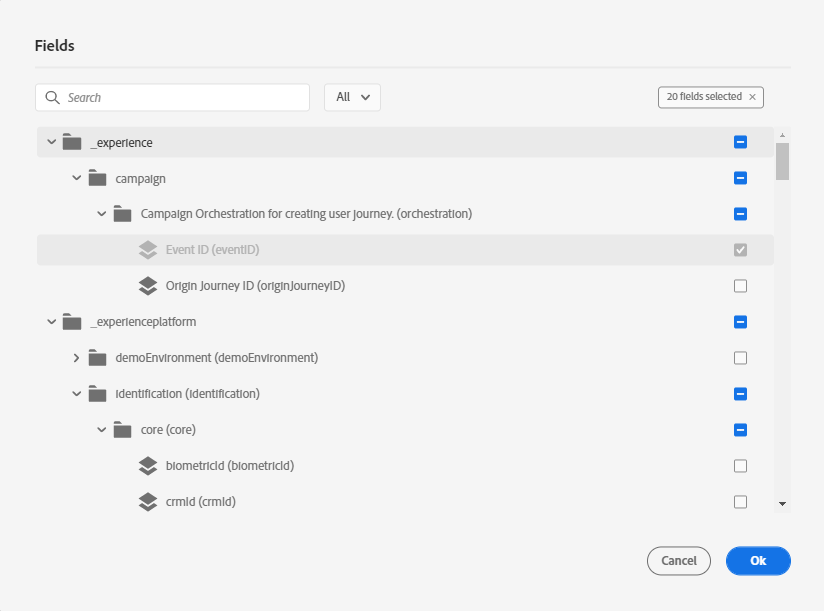 Fields
Search
All
20 fields selected
_experience
campaign
Campaign Orchestration for creating user journey. (orchestration)
Event ID (eventID)
Origin Journey ID (originJourneyID)
_experienceplatform
demoEnvironment (demoEnvironment)
identification (identification)
core (core)
biometricId (biometricId)
crmId (crmId)
Cancel
Ok